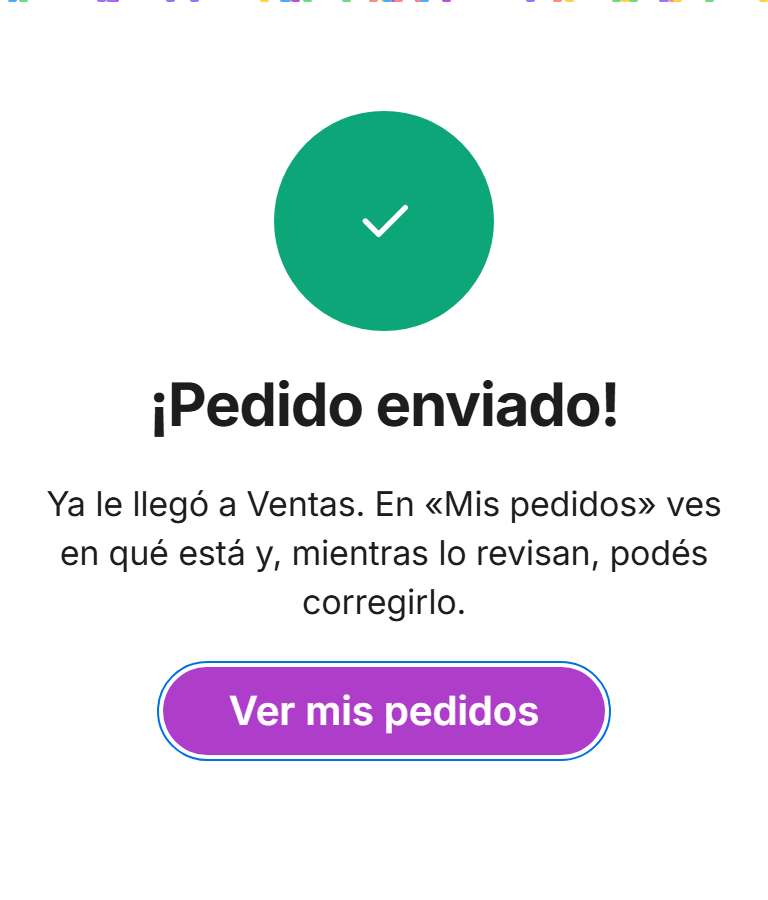 ¡Pedido enviado!
Ya le llegó a Ventas. En «Mis pedidos» ves
en qué está y, mientras lo revisan, podés
corregirlo.
Ver mis pedidos